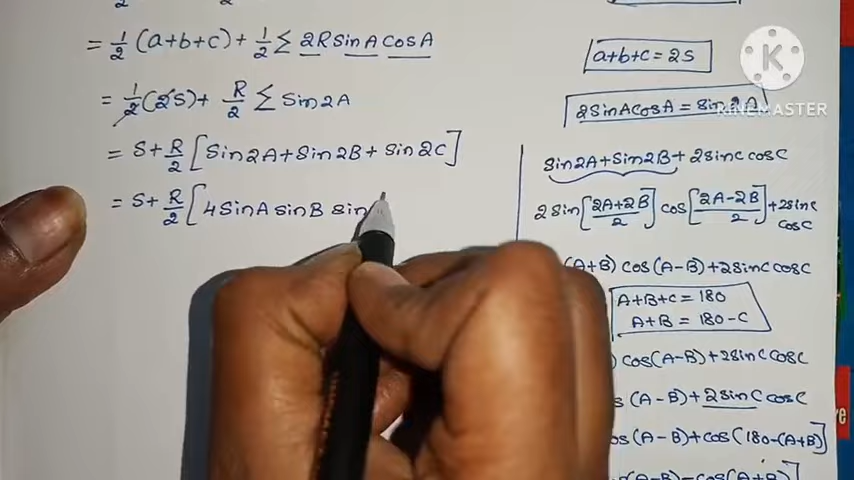 = 1/2 (a+b+c) + 1/2 Σ 2R sinA cosA
= 1/2 (2s) + R/2 Σ sin2A
= S + R/2 [sin2A + sin2B + sin2C]
= S + R/2 [4 sinA sinB sin
a+b+c = 2s
2sinAcosA = sin2A
K
KINEMASTER
sin2A + sin2B + 2sinc cosC
2 sin [2A+2B/2] cos [2A-2B/2] + 2sinc
cosC
(A+B) cos(A-B) + 2sinC cosC
A+B+C = 180
A+B = 180-C
cos(A-B) + 2sinC cosC
(A-B) + 2sinC cosC
(A-B) + cos(180-(A+B)]
(A-B) - cos(A+B)]
e